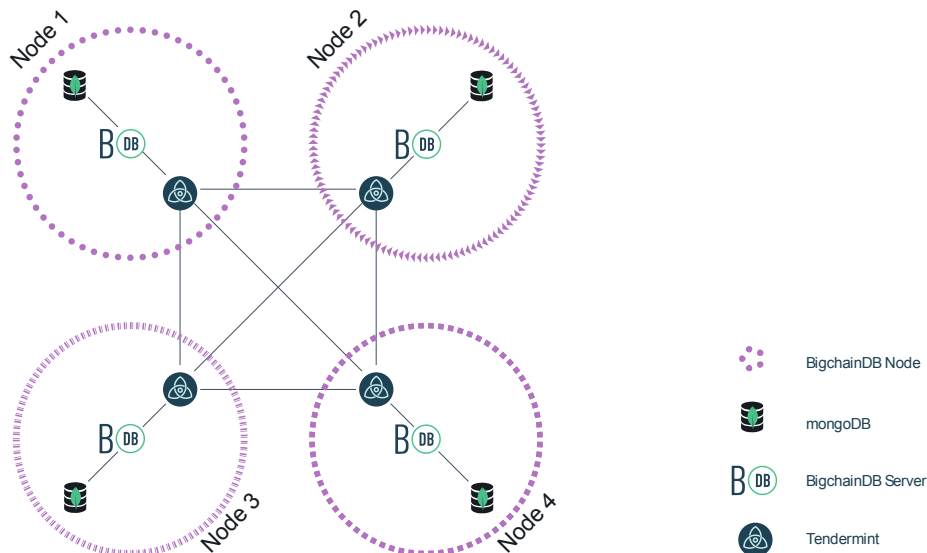 Node 1
Node 2
B DB
B DB
B DB
B DB
Node 3
Node 4
BigchainDB Node
mongoDB
B DB BigchainDB Server
Tendermint